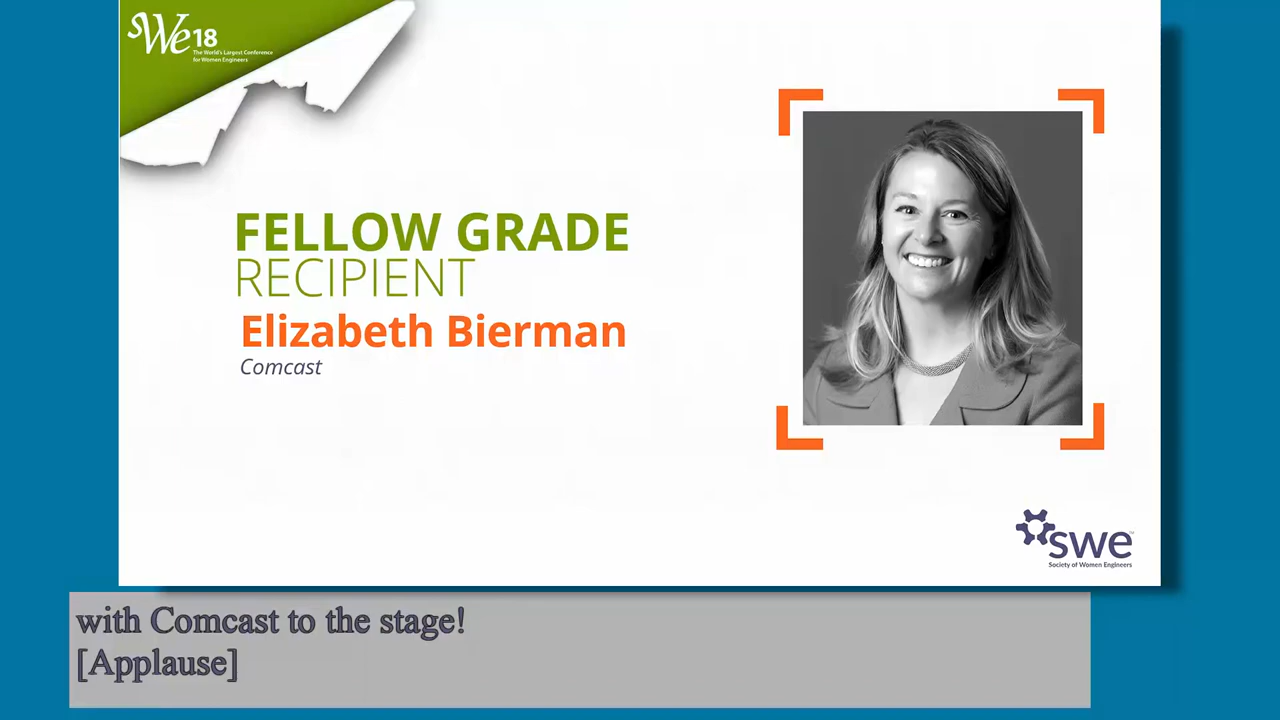 SWe18
The World's Largest Conference
for Women Engineers
FELLOW GRADE
RECIPIENT
Elizabeth Bierman
Comcast
swe
Society of Women Engineers
with Comcast to the stage!
[Applause]